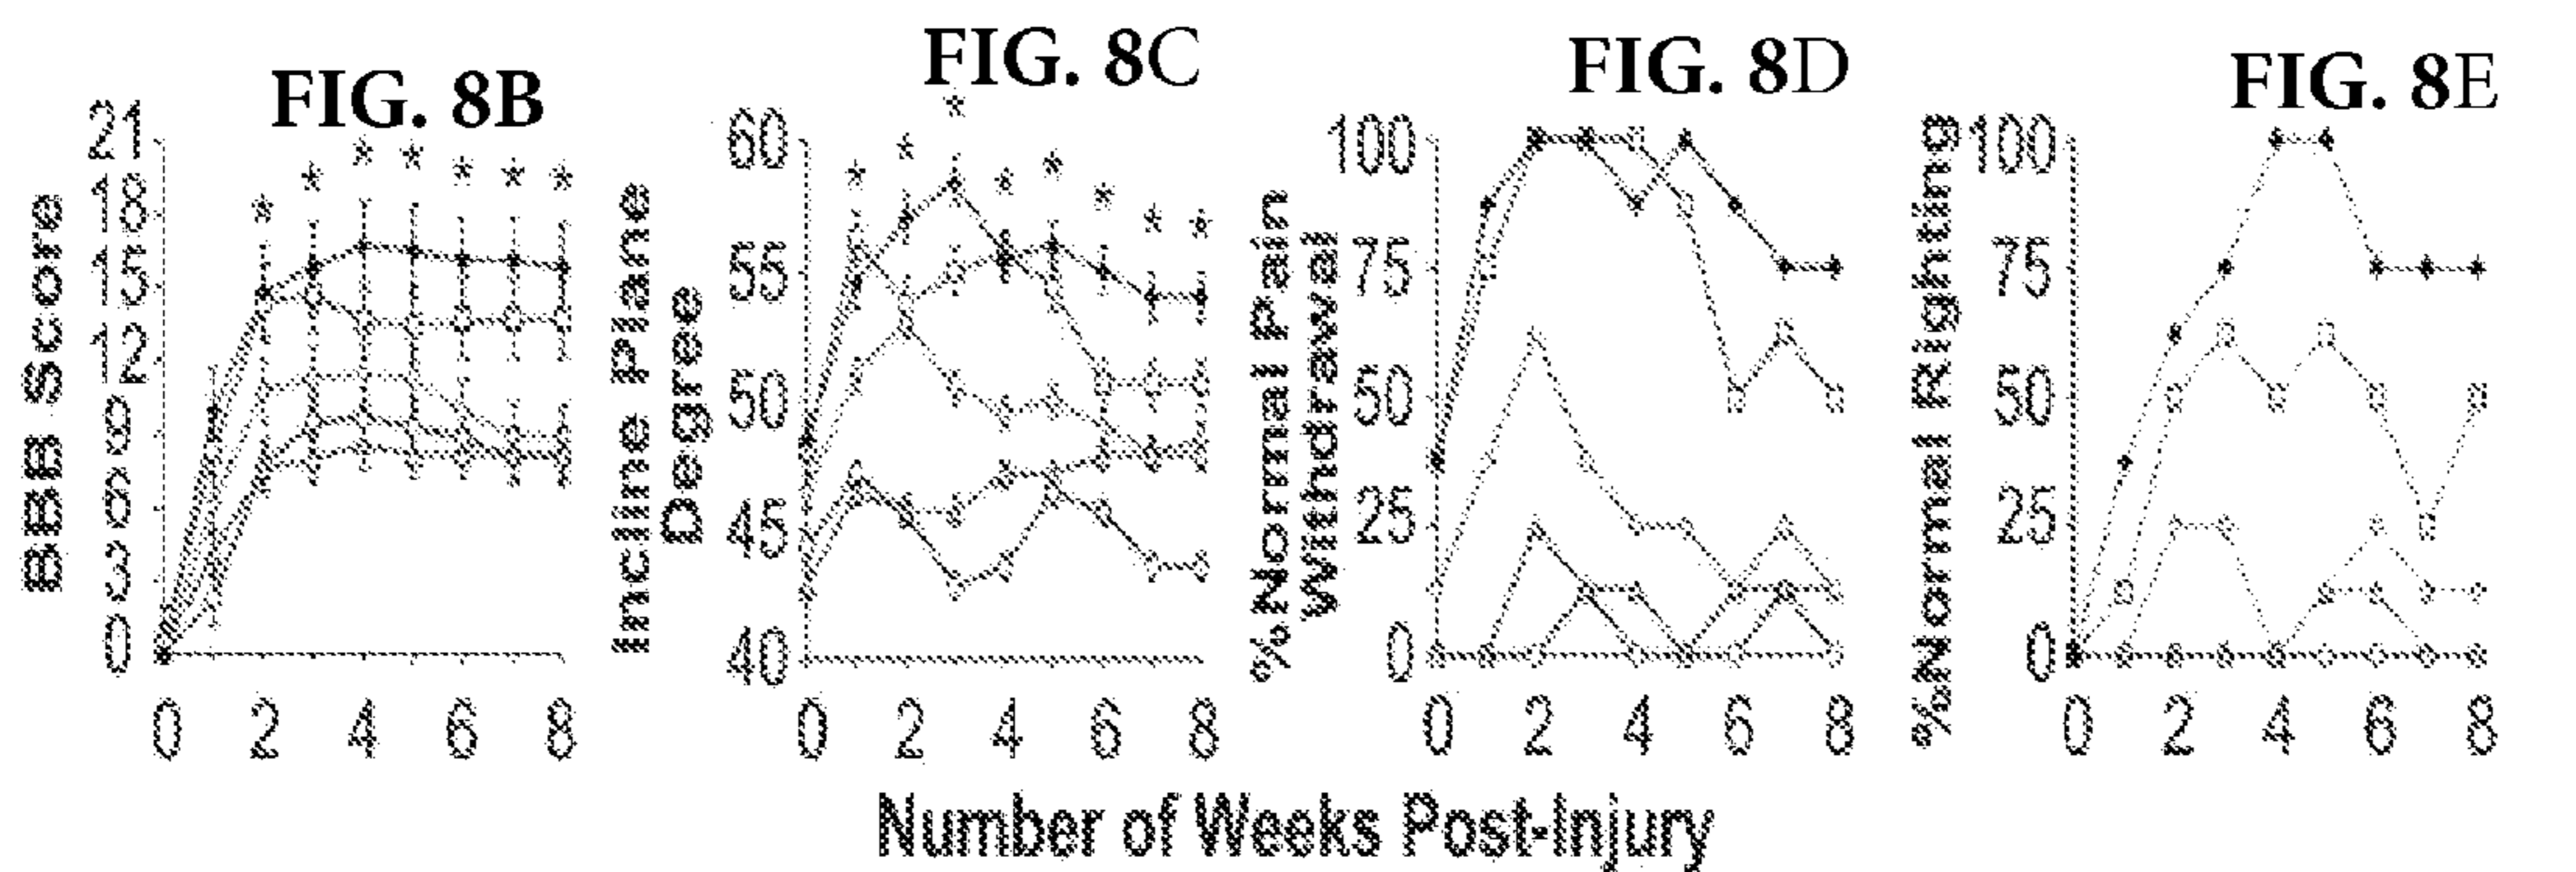 FIG. 8B
FIG. 8C
FIG. 8D
FIG. 8E
BBB Score
21
18
15
12
9
6
3
0
0 2 4 6 8
Incline Plane
Degree
60
55
50
45
40
0 2 4 6 8
%Normal Pain
Withdrawal
100
75
50
25
0
0 2 4 6 8
%Normal Righting
100
75
50
25
0
0 2 4 6 8
Number of Weeks Post-Injury